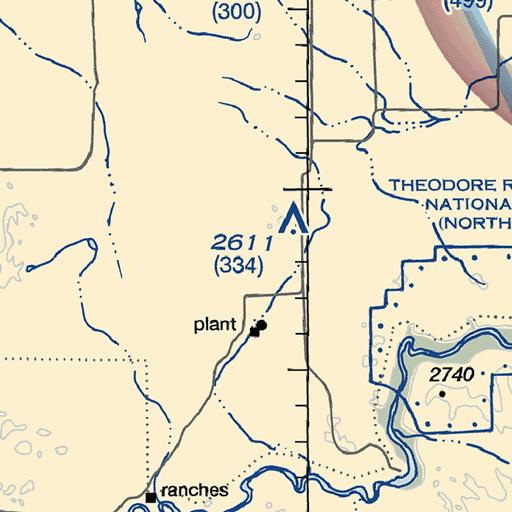 (300)
(499)
THEODORE R
NATIONA
(NORTH
2611
(334)
plant
2740
ranches